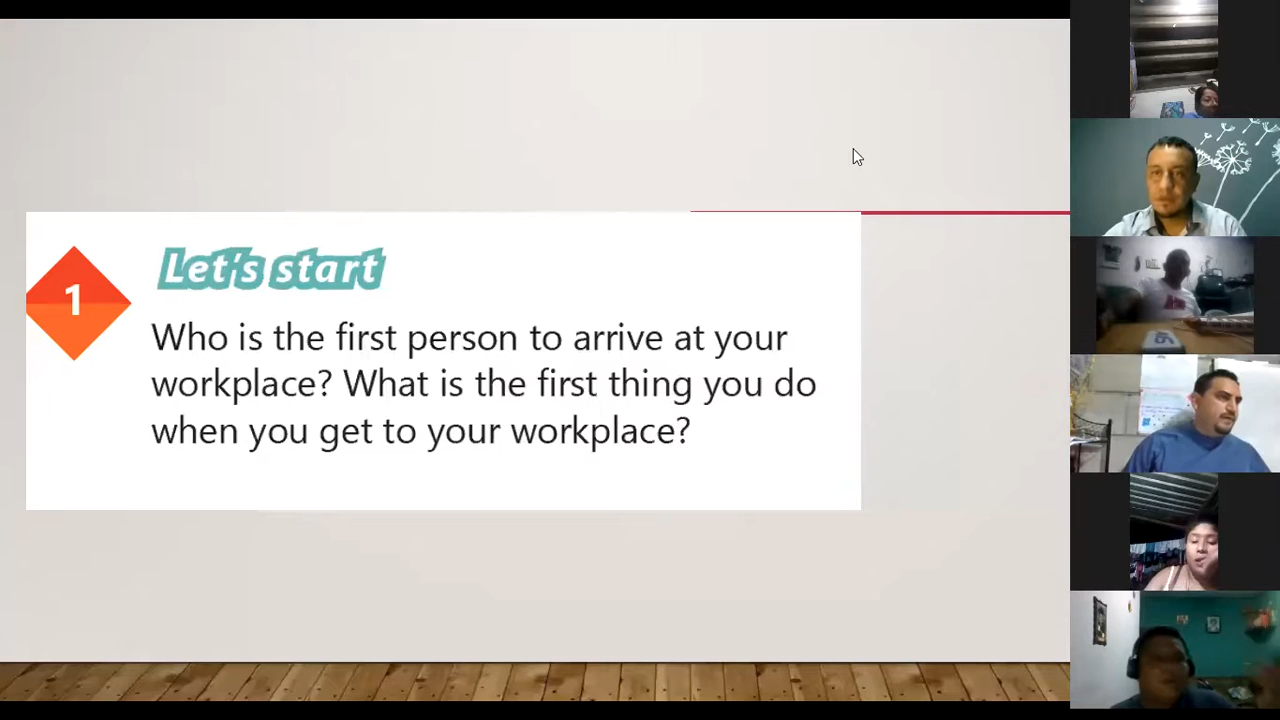 1
Let's start
Who is the first person to arrive at your
workplace? What is the first thing you do
when you get to your workplace?